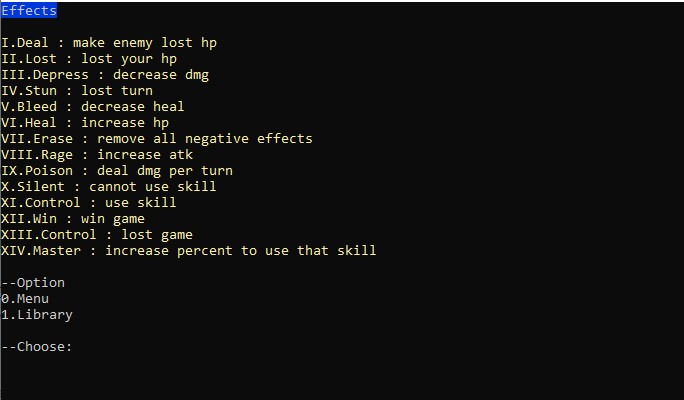 Effects
I.Deal : make enemy lost hp
II.Lost : lost your hp
III.Depress : decrease dmg
IV.Stun : lost turn
V.Bleed : decrease heal
VI.Heal : increase hp
VII.Erase : remove all negative effects
VIII.Rage : increase atk
IX.Poison : deal dmg per turn
X.Silent : cannot use skill
XI.Control : use skill
XII.Win : win game
XIII.Control : lost game
XIV.Master : increase percent to use that skill
--Option
0.Menu
1.Library
--Choose: